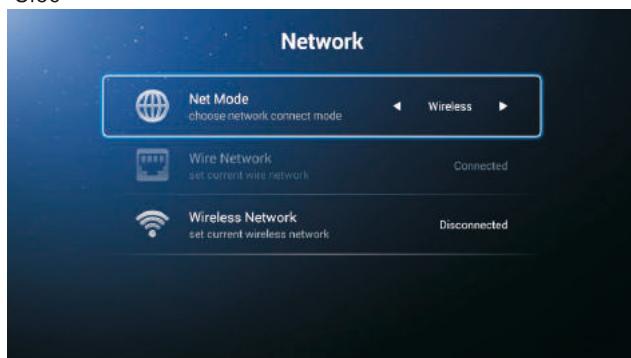 Network
Net Mode
choose network connect mode
Wireless
Wire Network
set current wire network
Connected
Wireless Network
set current wireless network
Disconnected